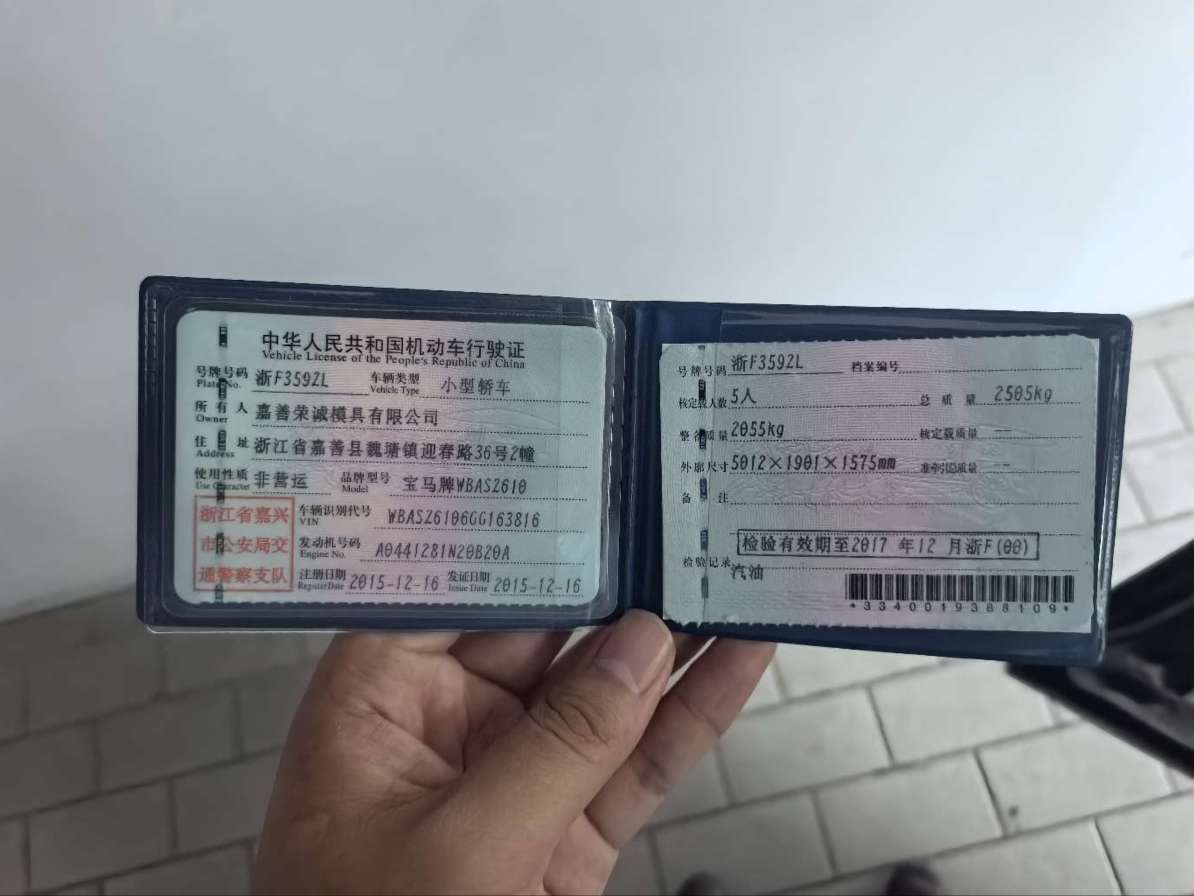 中华人民共和国机动车行驶证
Vehicle License of the People's Republic of China
号牌号码 浙F359ZL 车辆类型 小型轿车
Plate No. Vehicle Type
所有人 嘉善荣诚模具有限公司
Owner
住址 浙江省嘉善县魏塘镇迎春路36号2幢
Address
使用性质 非营运 品牌型号 宝马牌WBAS2610
Use Character Model
浙江省嘉兴
市公安局交
通警察支队
车辆识别代号 WBASZ6106GG163816
VIN
发动机号码 A0441281N20B20A
Engine No.
注册日期 2015-12-16 发证日期 2015-12-16
Register Date Issue Date
号牌号码 浙F359ZL 档案编号
核定载人数 5人 总质量 2505kg
整备质量 2055kg 核定载质量 --
外廓尺寸 5012×1901×1575mm 准牵引总质量 --
备注
检验有效期至2017 年12 月浙F(00)
检验记录
汽油
*3340019388109*